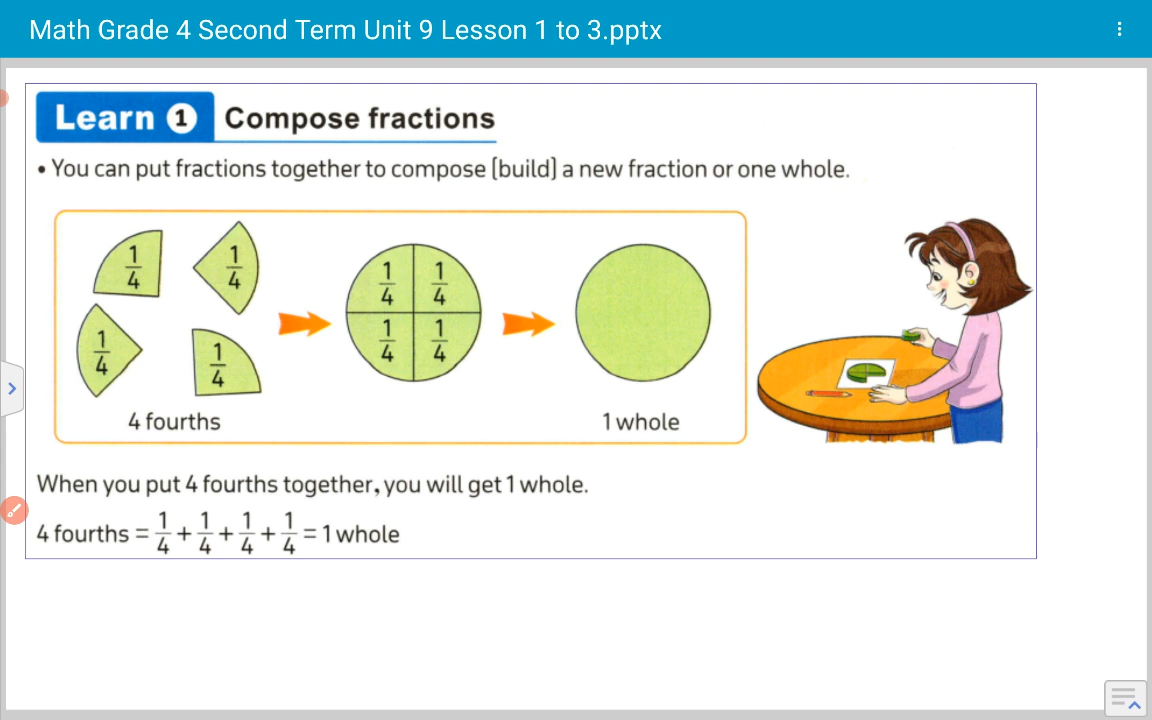 Math Grade 4 Second Term Unit 9 Lesson 1 to 3.pptx
Learn 1 Compose fractions
• You can put fractions together to compose (build) a new fraction or one whole.
1/4 1/4
1/4 1/4
1/4 1/4
1/4 1/4
4 fourths
1 whole
When you put 4 fourths together, you will get 1 whole.
4 fourths = 1/4 + 1/4 + 1/4 + 1/4 = 1 whole